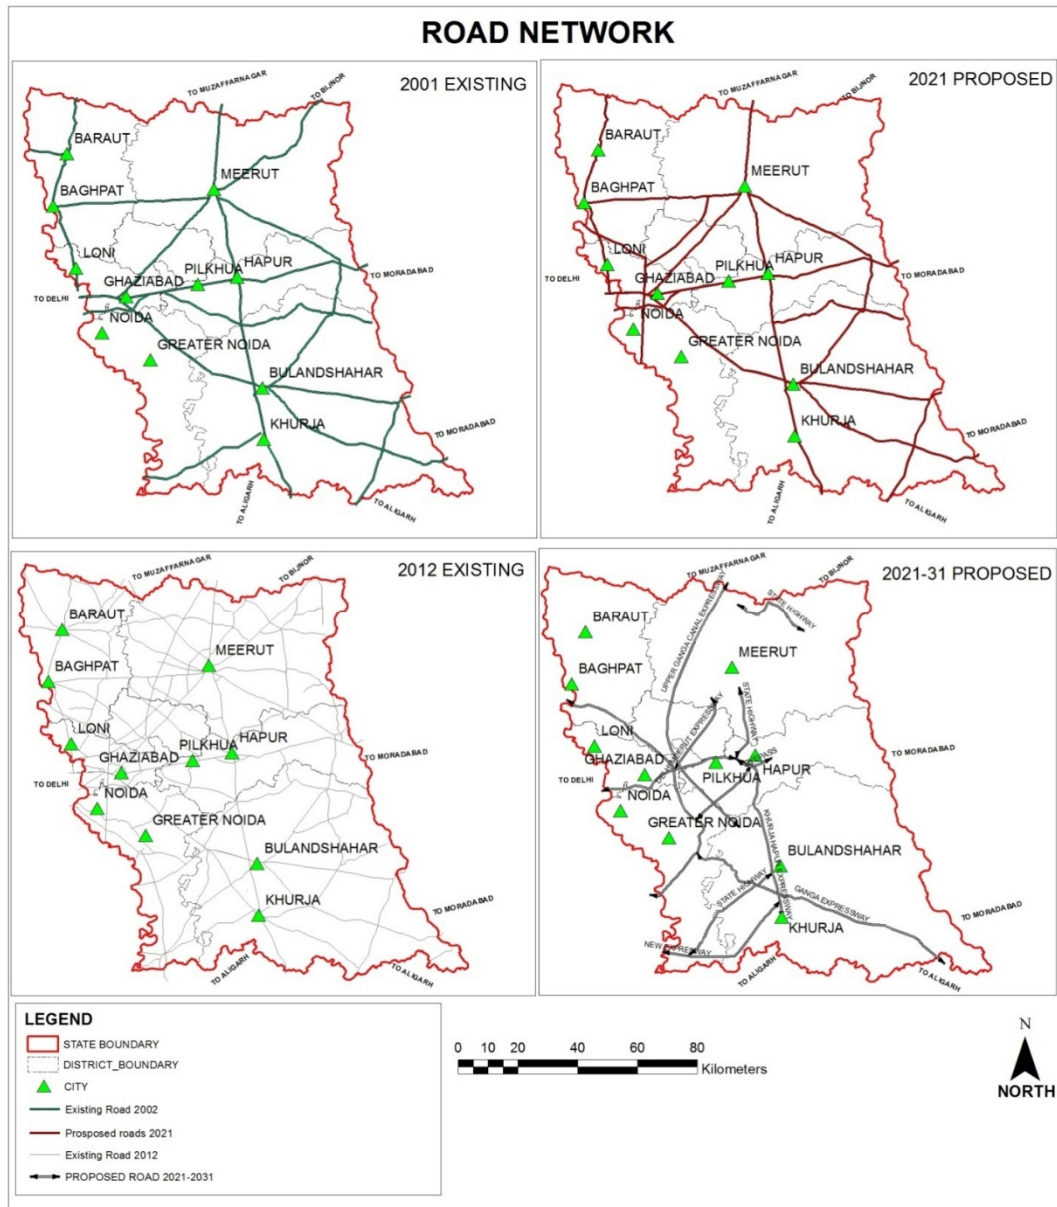 ROAD NETWORK
2001 EXISTING
TO MUZAFFARNAGAR
TO BIJNOR
BARAUT
MEERUT
BAGHPAT
LONI
HAPUR
PILKHUA
GHAZIABAD
TO MORADABAD
TO DELHI
NOIDA
GREATER NOIDA
BULANDSHAHAR
KHURJA
TO MORADABAD
TO ALIGARH
TO ALIGARH
2021 PROPOSED
TO MUZAFFARNAGAR
TO BIJNOR
BARAUT
MEERUT
BAGHPAT
LONI
HAPUR
PILKHUA
GHAZIABAD
TO MORADABAD
TO DELHI
NOIDA
GREATER NOIDA
BULANDSHAHAR
KHURJA
TO MORADABAD
TO ALIGARH
TO ALIGARH
2012 EXISTING
TO MUZAFFARNAGAR
TO BIJNOR
BARAUT
MEERUT
BAGHPAT
LONI
HAPUR
PILKHUA
GHAZIABAD
TO MORADABAD
TO DELHI
NOIDA
GREATER NOIDA
BULANDSHAHAR
KHURJA
TO MORADABAD
TO ALIGARH
TO ALIGARH
2021-31 PROPOSED
TO MUZAFFARNAGAR
TO BIJNOR
STATE HIGHWAY
UPPER GANGA CANAL EXPRESSWAY
BARAUT
MEERUT
BAGHPAT
STATE HIGHWAY
MEERUT EXPRESSWAY
LONI
GHAZIABAD
TO MORADABAD
HAPUR
PILKHUA
TO DELHI
NOIDA
GREATER NOIDA
KHURJA HAPUR EXPRESSWAY
BULANDSHAHAR
STATE HIGHWAY
GANGA EXPRESSWAY
KHURJA
TO MORADABAD
NEW EXPRESWAY
TO ALIGARH
TO ALIGARH
LEGEND
STATE BOUNDARY
DISTRICT_BOUNDARY
CITY
Existing Road 2002
Prosposed roads 2021
Existing Road 2012
PROPOSED ROAD 2021-2031
0 10 20 40 60 80
Kilometers
N
NORTH